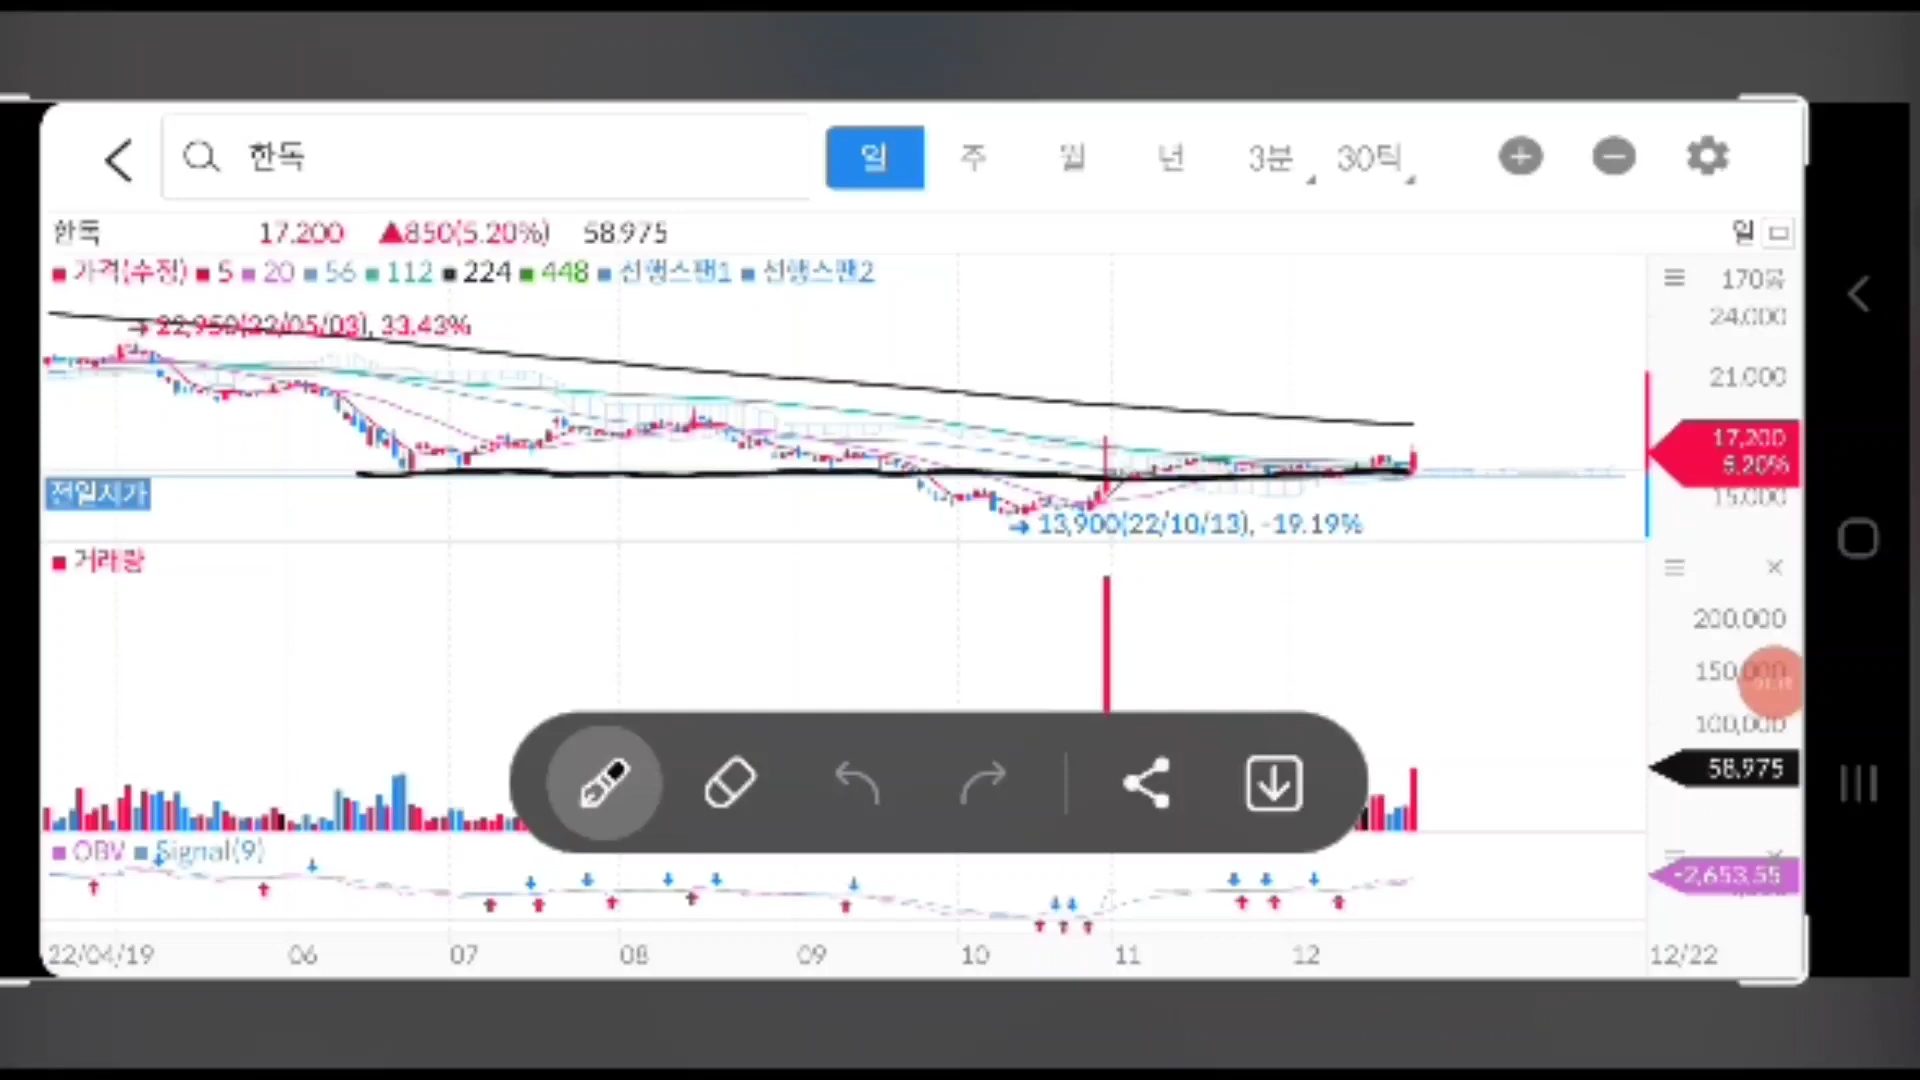 한독
일 주 월 년 3분 30틱
한독 17,200 ▲850(5.20%) 58,975 일
■가격(수정) ■5 ■20 ■56 ■112 ■224 ■448 ■선행스팬1 ■선행스팬2
170봉
→ 22,950(22/05/03), 33.43%
24,000
21,000
17,200
5.20%
15,000
전일시가
→ 13,900(22/10/13), -19.19%
■거래량
200,000
150,000
100,000
58,975
■OBV ■Signal(9)
-2,653,55
22/04/19 06 07 08 09 10 11 12 12/22